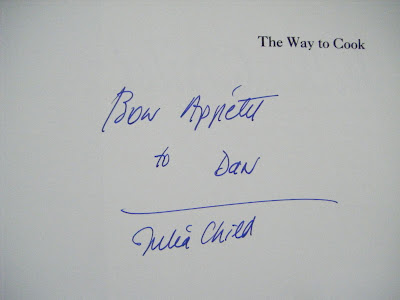 The Way to Cook
Bon Appétit
to Dan
Julia Child